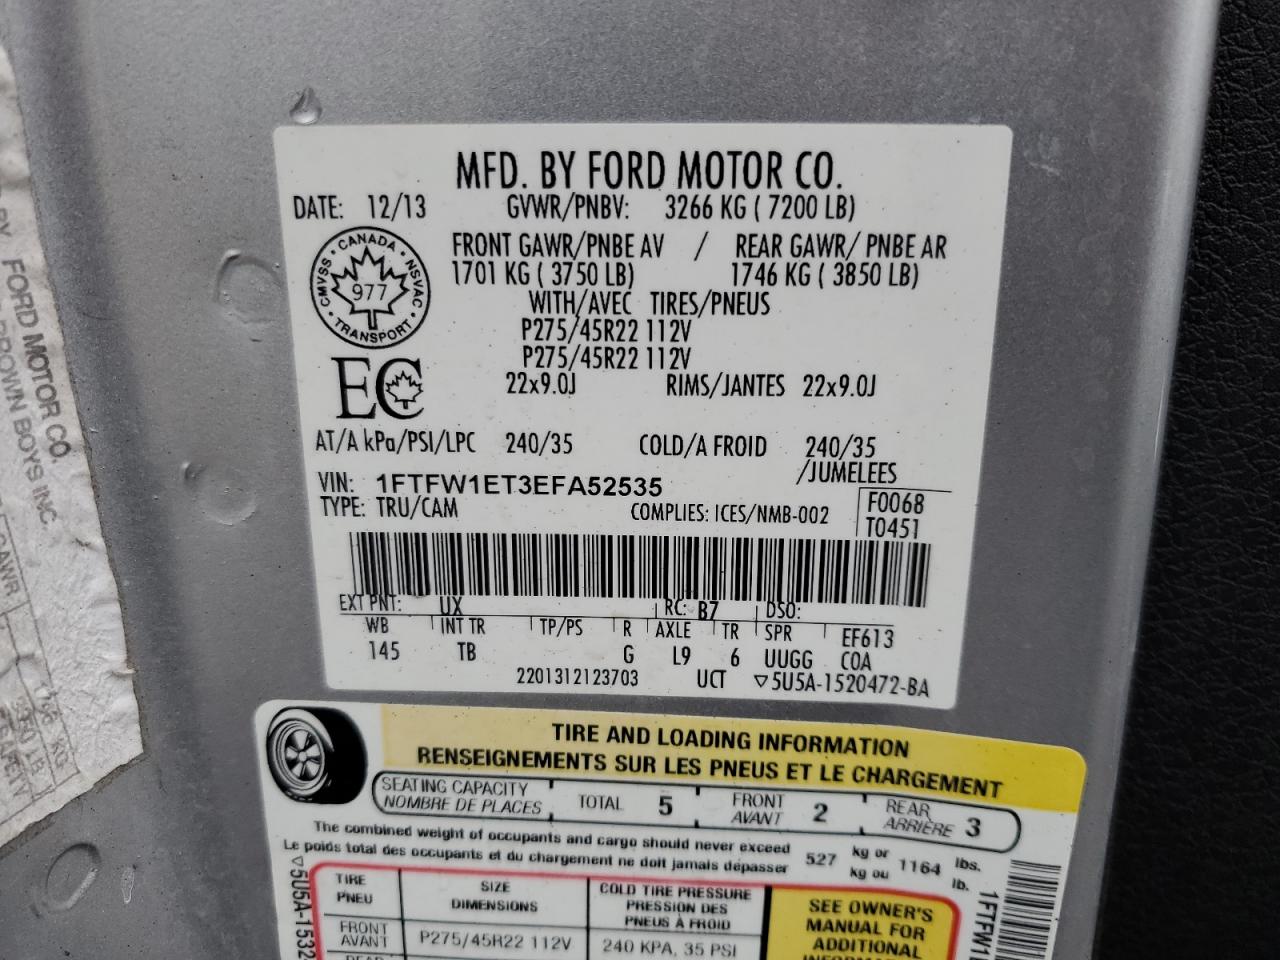 MFD. BY FORD MOTOR CO.
DATE: 12/13 GVWR/PNBV: 3266 KG ( 7200 LB)
FRONT GAWR/PNBE AV / REAR GAWR/ PNBE AR
1701 KG ( 3750 LB) 1746 KG ( 3850 LB)
WITH/AVEC TIRES/PNEUS
P275/45R22 112V
P275/45R22 112V
22x9.0J RIMS/JANTES 22x9.0J
CANADA
CMVSS NSVAC
977
TRANSPORT
EC
AT/A kPa/PSI/LPC 240/35 COLD/A FROID 240/35
/JUMELEES
VIN: 1FTFW1ET3EFA52535
TYPE: TRU/CAM COMPLIES: ICES/NMB-002
F0068
T0451
EXT PNT: UX RC: B7 DSO:
WB INT TR TP/PS R AXLE TR SPR EF613
145 TB G L9 6 UUGG COA
2201312123703 UCT ▽5U5A-1520472-BA
TIRE AND LOADING INFORMATION
RENSEIGNEMENTS SUR LES PNEUS ET LE CHARGEMENT
SEATING CAPACITY
NOMBRE DE PLACES
TOTAL 5 FRONT
AVANT 2 REAR
ARRIÈRE 3
The combined weight of occupants and cargo should never exceed
Le poids total des occupants et du chargement ne doit jamais dépasser
527 kg or
kg ou 1164 lbs.
lb.
TIRE
PNEU
SIZE
DIMENSIONS
COLD TIRE PRESSURE
PRESSION DES
PNEUS À FROID
FRONT
AVANT
P275/45R22 112V
240 KPA, 35 PSI
SEE OWNER'S
MANUAL FOR
ADDITIONAL
▽5U5A-1532
1FTFW1E
BY FORD MOTOR CO.
BROWN BOYS INC
GAWR
KG
LB